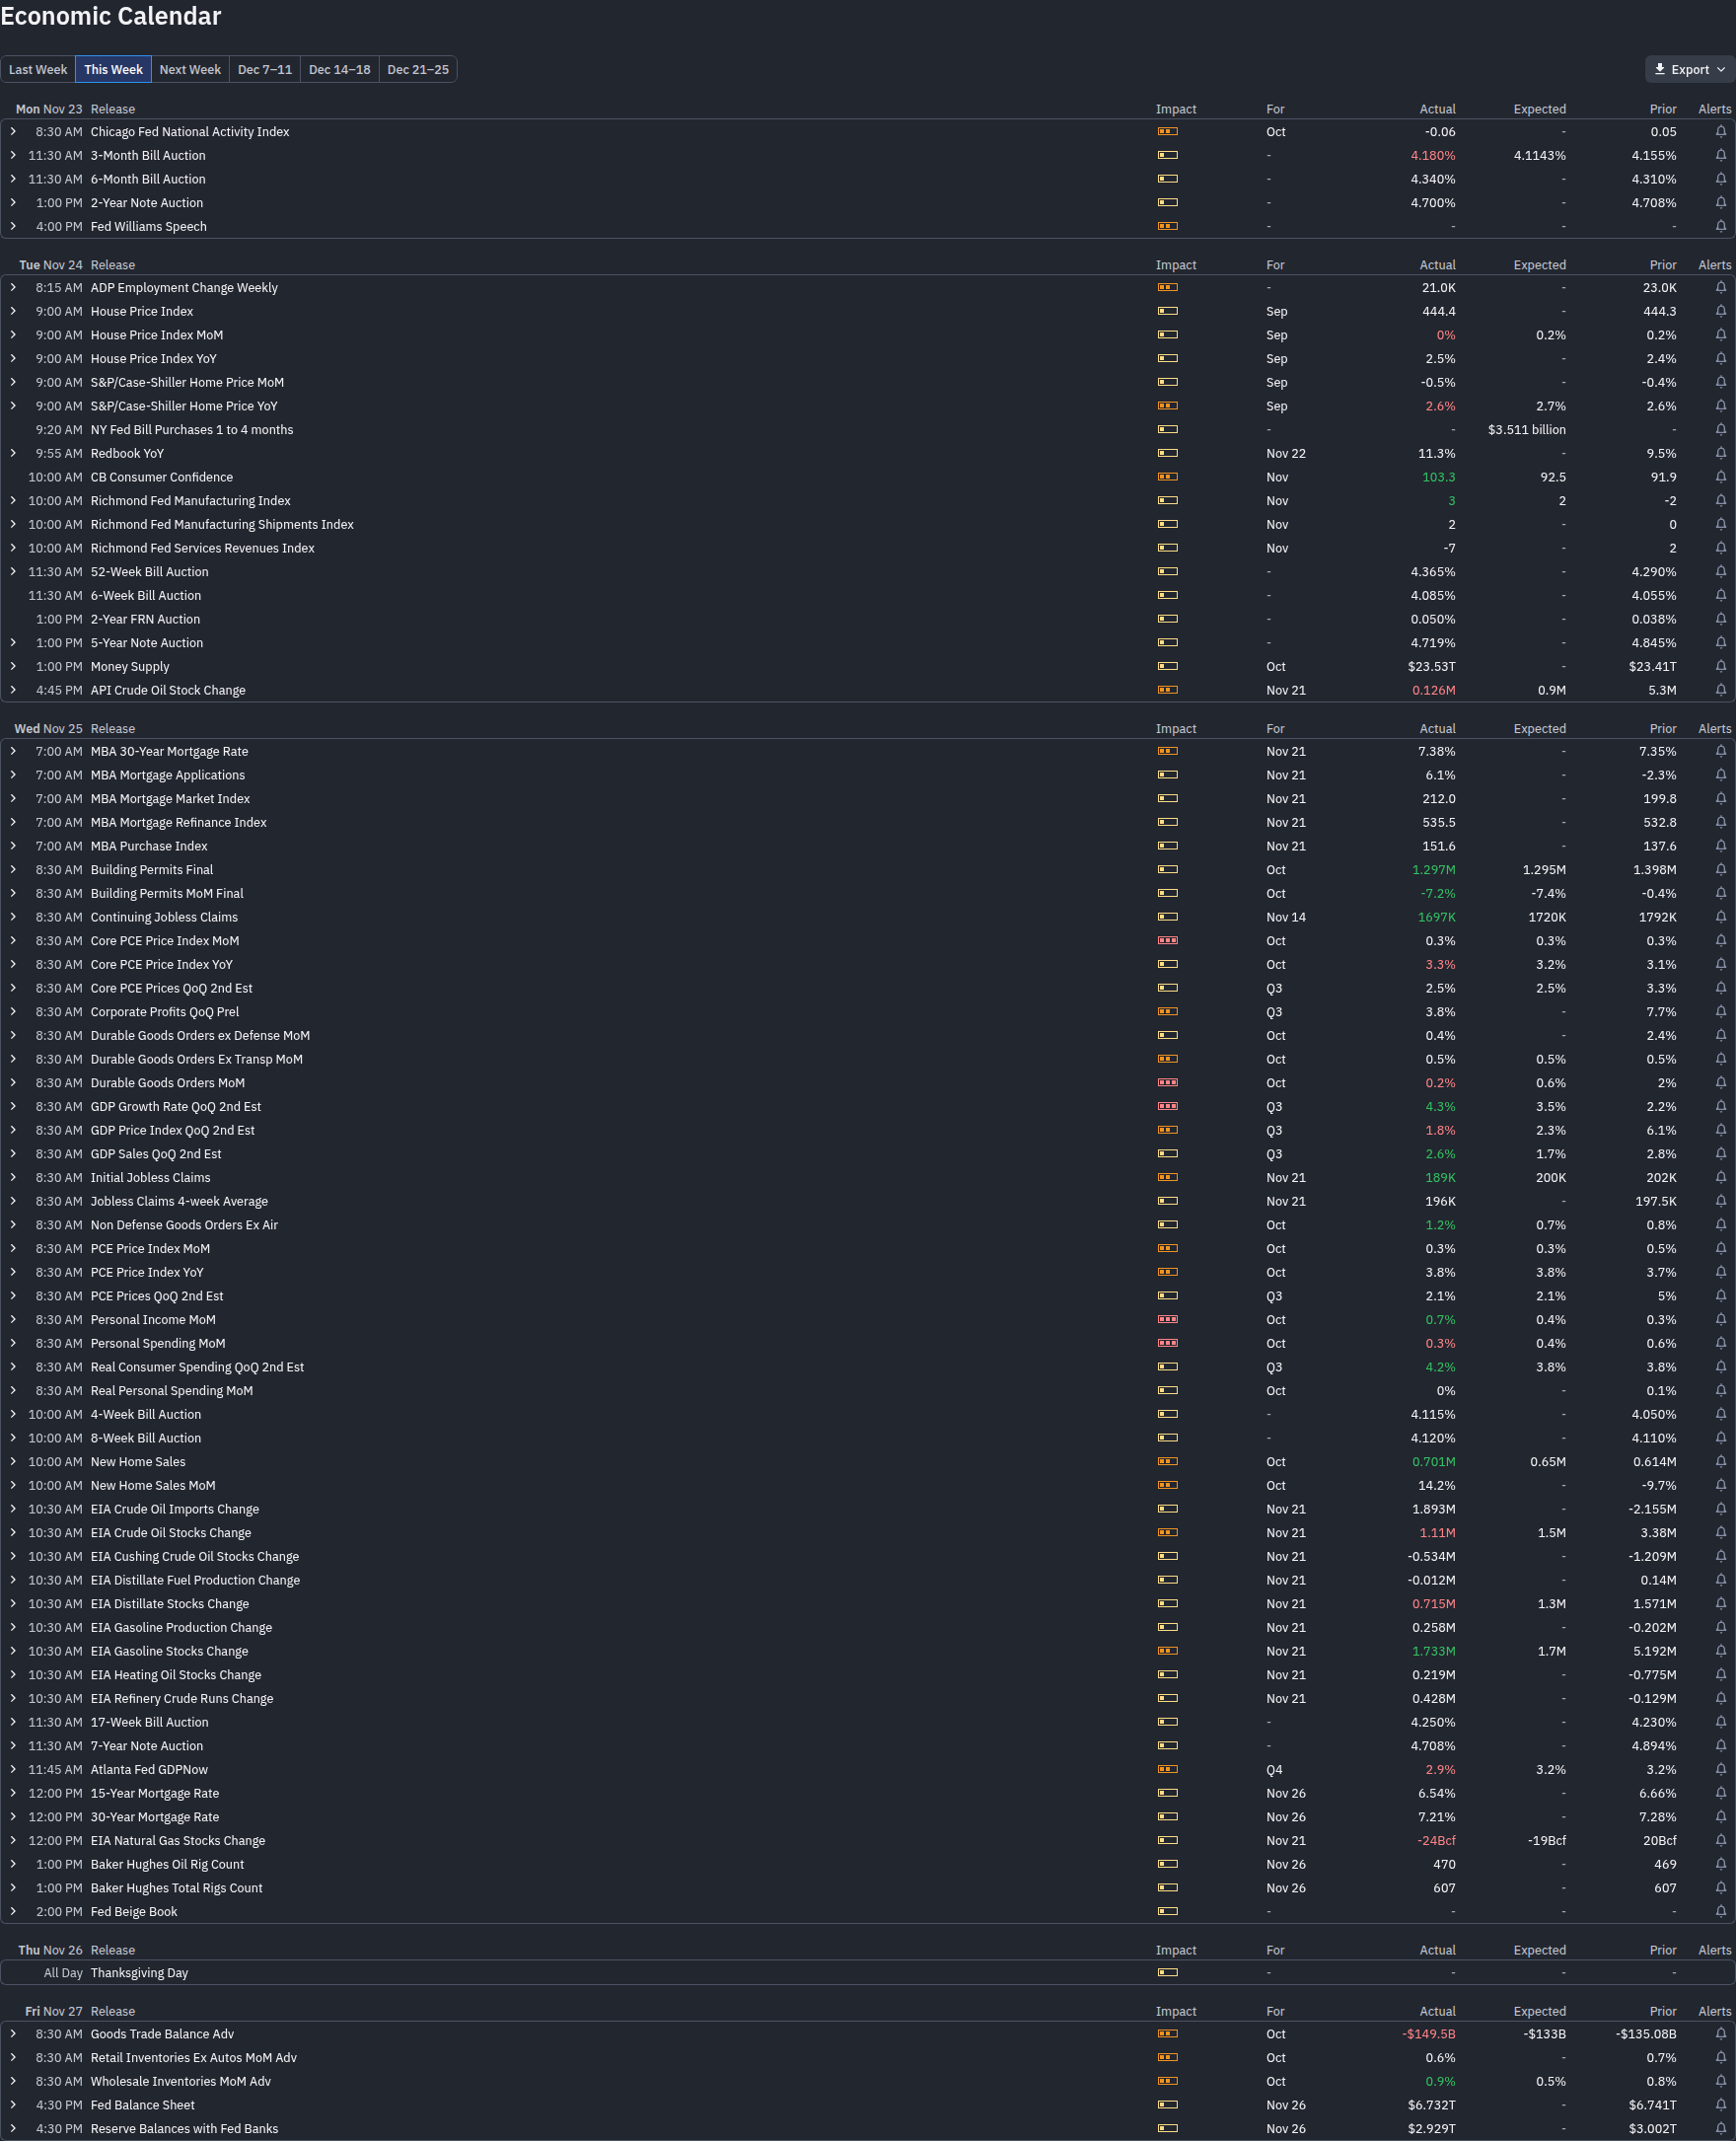 Economic Calendar
Last Week This Week Next Week Dec 7–11 Dec 14–18 Dec 21–25 Export
Mon Nov 23 Release Impact For Actual Expected Prior Alerts
8:30 AM Chicago Fed National Activity Index Oct -0.06 - 0.05
11:30 AM 3-Month Bill Auction - 4.180% 4.1143% 4.155%
11:30 AM 6-Month Bill Auction - 4.340% - 4.310%
1:00 PM 2-Year Note Auction - 4.700% - 4.708%
4:00 PM Fed Williams Speech - - - -
Tue Nov 24 Release Impact For Actual Expected Prior Alerts
8:15 AM ADP Employment Change Weekly - 21.0K - 23.0K
9:00 AM House Price Index Sep 444.4 - 444.3
9:00 AM House Price Index MoM Sep 0% 0.2% 0.2%
9:00 AM House Price Index YoY Sep 2.5% - 2.4%
9:00 AM S&P/Case-Shiller Home Price MoM Sep -0.5% - -0.4%
9:00 AM S&P/Case-Shiller Home Price YoY Sep 2.6% 2.7% 2.6%
9:20 AM NY Fed Bill Purchases 1 to 4 months - - $3.511 billion -
9:55 AM Redbook YoY Nov 22 11.3% - 9.5%
10:00 AM CB Consumer Confidence Nov 103.3 92.5 91.9
10:00 AM Richmond Fed Manufacturing Index Nov 3 2 -2
10:00 AM Richmond Fed Manufacturing Shipments Index Nov 2 - 0
10:00 AM Richmond Fed Services Revenues Index Nov -7 - 2
11:30 AM 52-Week Bill Auction - 4.365% - 4.290%
11:30 AM 6-Week Bill Auction - 4.085% - 4.055%
1:00 PM 2-Year FRN Auction - 0.050% - 0.038%
1:00 PM 5-Year Note Auction - 4.719% - 4.845%
1:00 PM Money Supply Oct $23.53T - $23.41T
4:45 PM API Crude Oil Stock Change Nov 21 0.126M 0.9M 5.3M
Wed Nov 25 Release Impact For Actual Expected Prior Alerts
7:00 AM MBA 30-Year Mortgage Rate Nov 21 7.38% - 7.35%
7:00 AM MBA Mortgage Applications Nov 21 6.1% - -2.3%
7:00 AM MBA Mortgage Market Index Nov 21 212.0 - 199.8
7:00 AM MBA Mortgage Refinance Index Nov 21 535.5 - 532.8
7:00 AM MBA Purchase Index Nov 21 151.6 - 137.6
8:30 AM Building Permits Final Oct 1.297M 1.295M 1.398M
8:30 AM Building Permits MoM Final Oct -7.2% -7.4% -0.4%
8:30 AM Continuing Jobless Claims Nov 14 1697K 1720K 1792K
8:30 AM Core PCE Price Index MoM Oct 0.3% 0.3% 0.3%
8:30 AM Core PCE Price Index YoY Oct 3.3% 3.2% 3.1%
8:30 AM Core PCE Prices QoQ 2nd Est Q3 2.5% 2.5% 3.3%
8:30 AM Corporate Profits QoQ Prel Q3 3.8% - 7.7%
8:30 AM Durable Goods Orders ex Defense MoM Oct 0.4% - 2.4%
8:30 AM Durable Goods Orders Ex Transp MoM Oct 0.5% 0.5% 0.5%
8:30 AM Durable Goods Orders MoM Oct 0.2% 0.6% 2%
8:30 AM GDP Growth Rate QoQ 2nd Est Q3 4.3% 3.5% 2.2%
8:30 AM GDP Price Index QoQ 2nd Est Q3 1.8% 2.3% 6.1%
8:30 AM GDP Sales QoQ 2nd Est Q3 2.6% 1.7% 2.8%
8:30 AM Initial Jobless Claims Nov 21 189K 200K 202K
8:30 AM Jobless Claims 4-week Average Nov 21 196K - 197.5K
8:30 AM Non Defense Goods Orders Ex Air Oct 1.2% 0.7% 0.8%
8:30 AM PCE Price Index MoM Oct 0.3% 0.3% 0.5%
8:30 AM PCE Price Index YoY Oct 3.8% 3.8% 3.7%
8:30 AM PCE Prices QoQ 2nd Est Q3 2.1% 2.1% 5%
8:30 AM Personal Income MoM Oct 0.7% 0.4% 0.3%
8:30 AM Personal Spending MoM Oct 0.3% 0.4% 0.6%
8:30 AM Real Consumer Spending QoQ 2nd Est Q3 4.2% 3.8% 3.8%
8:30 AM Real Personal Spending MoM Oct 0% - 0.1%
10:00 AM 4-Week Bill Auction - 4.115% - 4.050%
10:00 AM 8-Week Bill Auction - 4.120% - 4.110%
10:00 AM New Home Sales Oct 0.701M 0.65M 0.614M
10:00 AM New Home Sales MoM Oct 14.2% - -9.7%
10:30 AM EIA Crude Oil Imports Change Nov 21 1.893M - -2.155M
10:30 AM EIA Crude Oil Stocks Change Nov 21 1.11M 1.5M 3.38M
10:30 AM EIA Cushing Crude Oil Stocks Change Nov 21 -0.534M - -1.209M
10:30 AM EIA Distillate Fuel Production Change Nov 21 -0.012M - 0.14M
10:30 AM EIA Distillate Stocks Change Nov 21 0.715M 1.3M 1.571M
10:30 AM EIA Gasoline Production Change Nov 21 0.258M - -0.202M
10:30 AM EIA Gasoline Stocks Change Nov 21 1.733M 1.7M 5.192M
10:30 AM EIA Heating Oil Stocks Change Nov 21 0.219M - -0.775M
10:30 AM EIA Refinery Crude Runs Change Nov 21 0.428M - -0.129M
11:30 AM 17-Week Bill Auction - 4.250% - 4.230%
11:30 AM 7-Year Note Auction - 4.708% - 4.894%
11:45 AM Atlanta Fed GDPNow Q4 2.9% 3.2% 3.2%
12:00 PM 15-Year Mortgage Rate Nov 26 6.54% - 6.66%
12:00 PM 30-Year Mortgage Rate Nov 26 7.21% - 7.28%
12:00 PM EIA Natural Gas Stocks Change Nov 21 -24Bcf -19Bcf 20Bcf
1:00 PM Baker Hughes Oil Rig Count Nov 26 470 - 469
1:00 PM Baker Hughes Total Rigs Count Nov 26 607 - 607
2:00 PM Fed Beige Book - - - -
Thu Nov 26 Release Impact For Actual Expected Prior Alerts
All Day Thanksgiving Day - - - -
Fri Nov 27 Release Impact For Actual Expected Prior Alerts
8:30 AM Goods Trade Balance Adv Oct -$149.5B -$133B -$135.08B
8:30 AM Retail Inventories Ex Autos MoM Adv Oct 0.6% - 0.7%
8:30 AM Wholesale Inventories MoM Adv Oct 0.9% 0.5% 0.8%
4:30 PM Fed Balance Sheet Nov 26 $6.732T - $6.741T
4:30 PM Reserve Balances with Fed Banks Nov 26 $2.929T - $3.002T